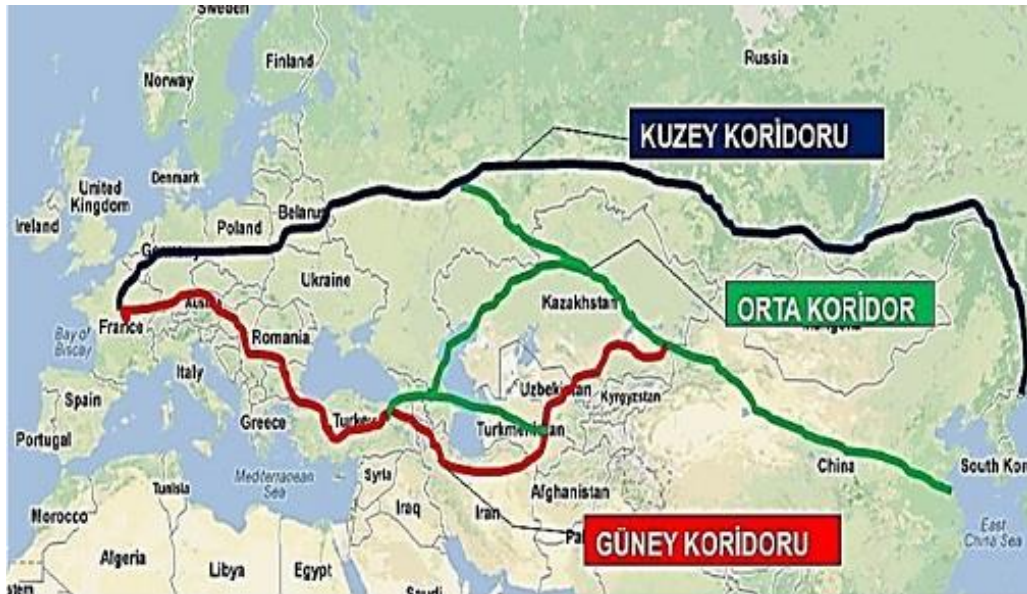 Sweden
Finland
Norway
Russia
KUZEY KORİDORU
Denmark
United
Kingdom
Ireland
Poland
Belarus
Germany
Ukraine
Kazakhstan
ORTA KORİDOR
Austria
France
Bay of
Biscay
Romania
Italy
Uzbekistan
Kyrgyzstan
Spain
Greece
Turkey
Turkmenistan
Portugal
China
South Kor
Mediterranean
Sea
Syria
Tunisia
Afghanistan
Iraq
Iran
Morocco
East
China Sea
GÜNEY KORİDORU
Algeria
Libya
Egypt